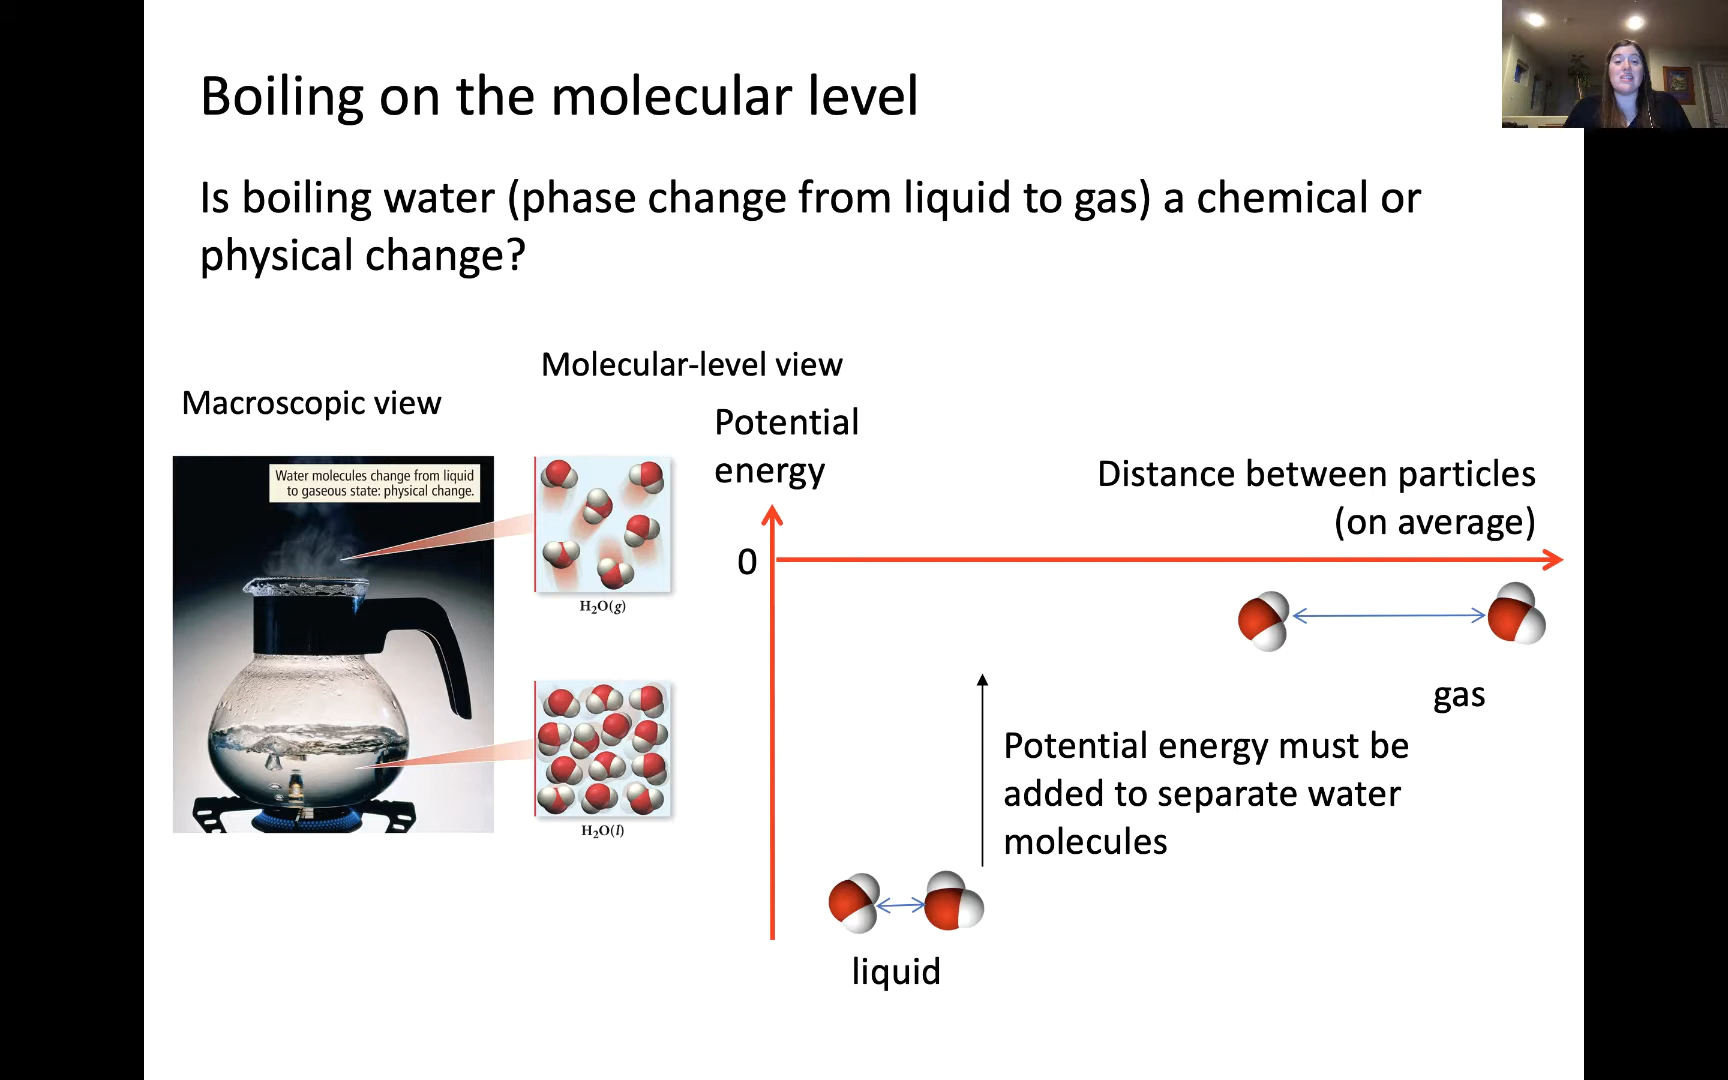 Boiling on the molecular level
Is boiling water (phase change from liquid to gas) a chemical or
physical change?
Molecular-level view
Macroscopic view
Potential
energy
Distance between particles
(on average)
Water molecules change from liquid
to gaseous state: physical change.
0
H₂O(g)
gas
Potential energy must be
added to separate water
molecules
H₂O(l)
liquid